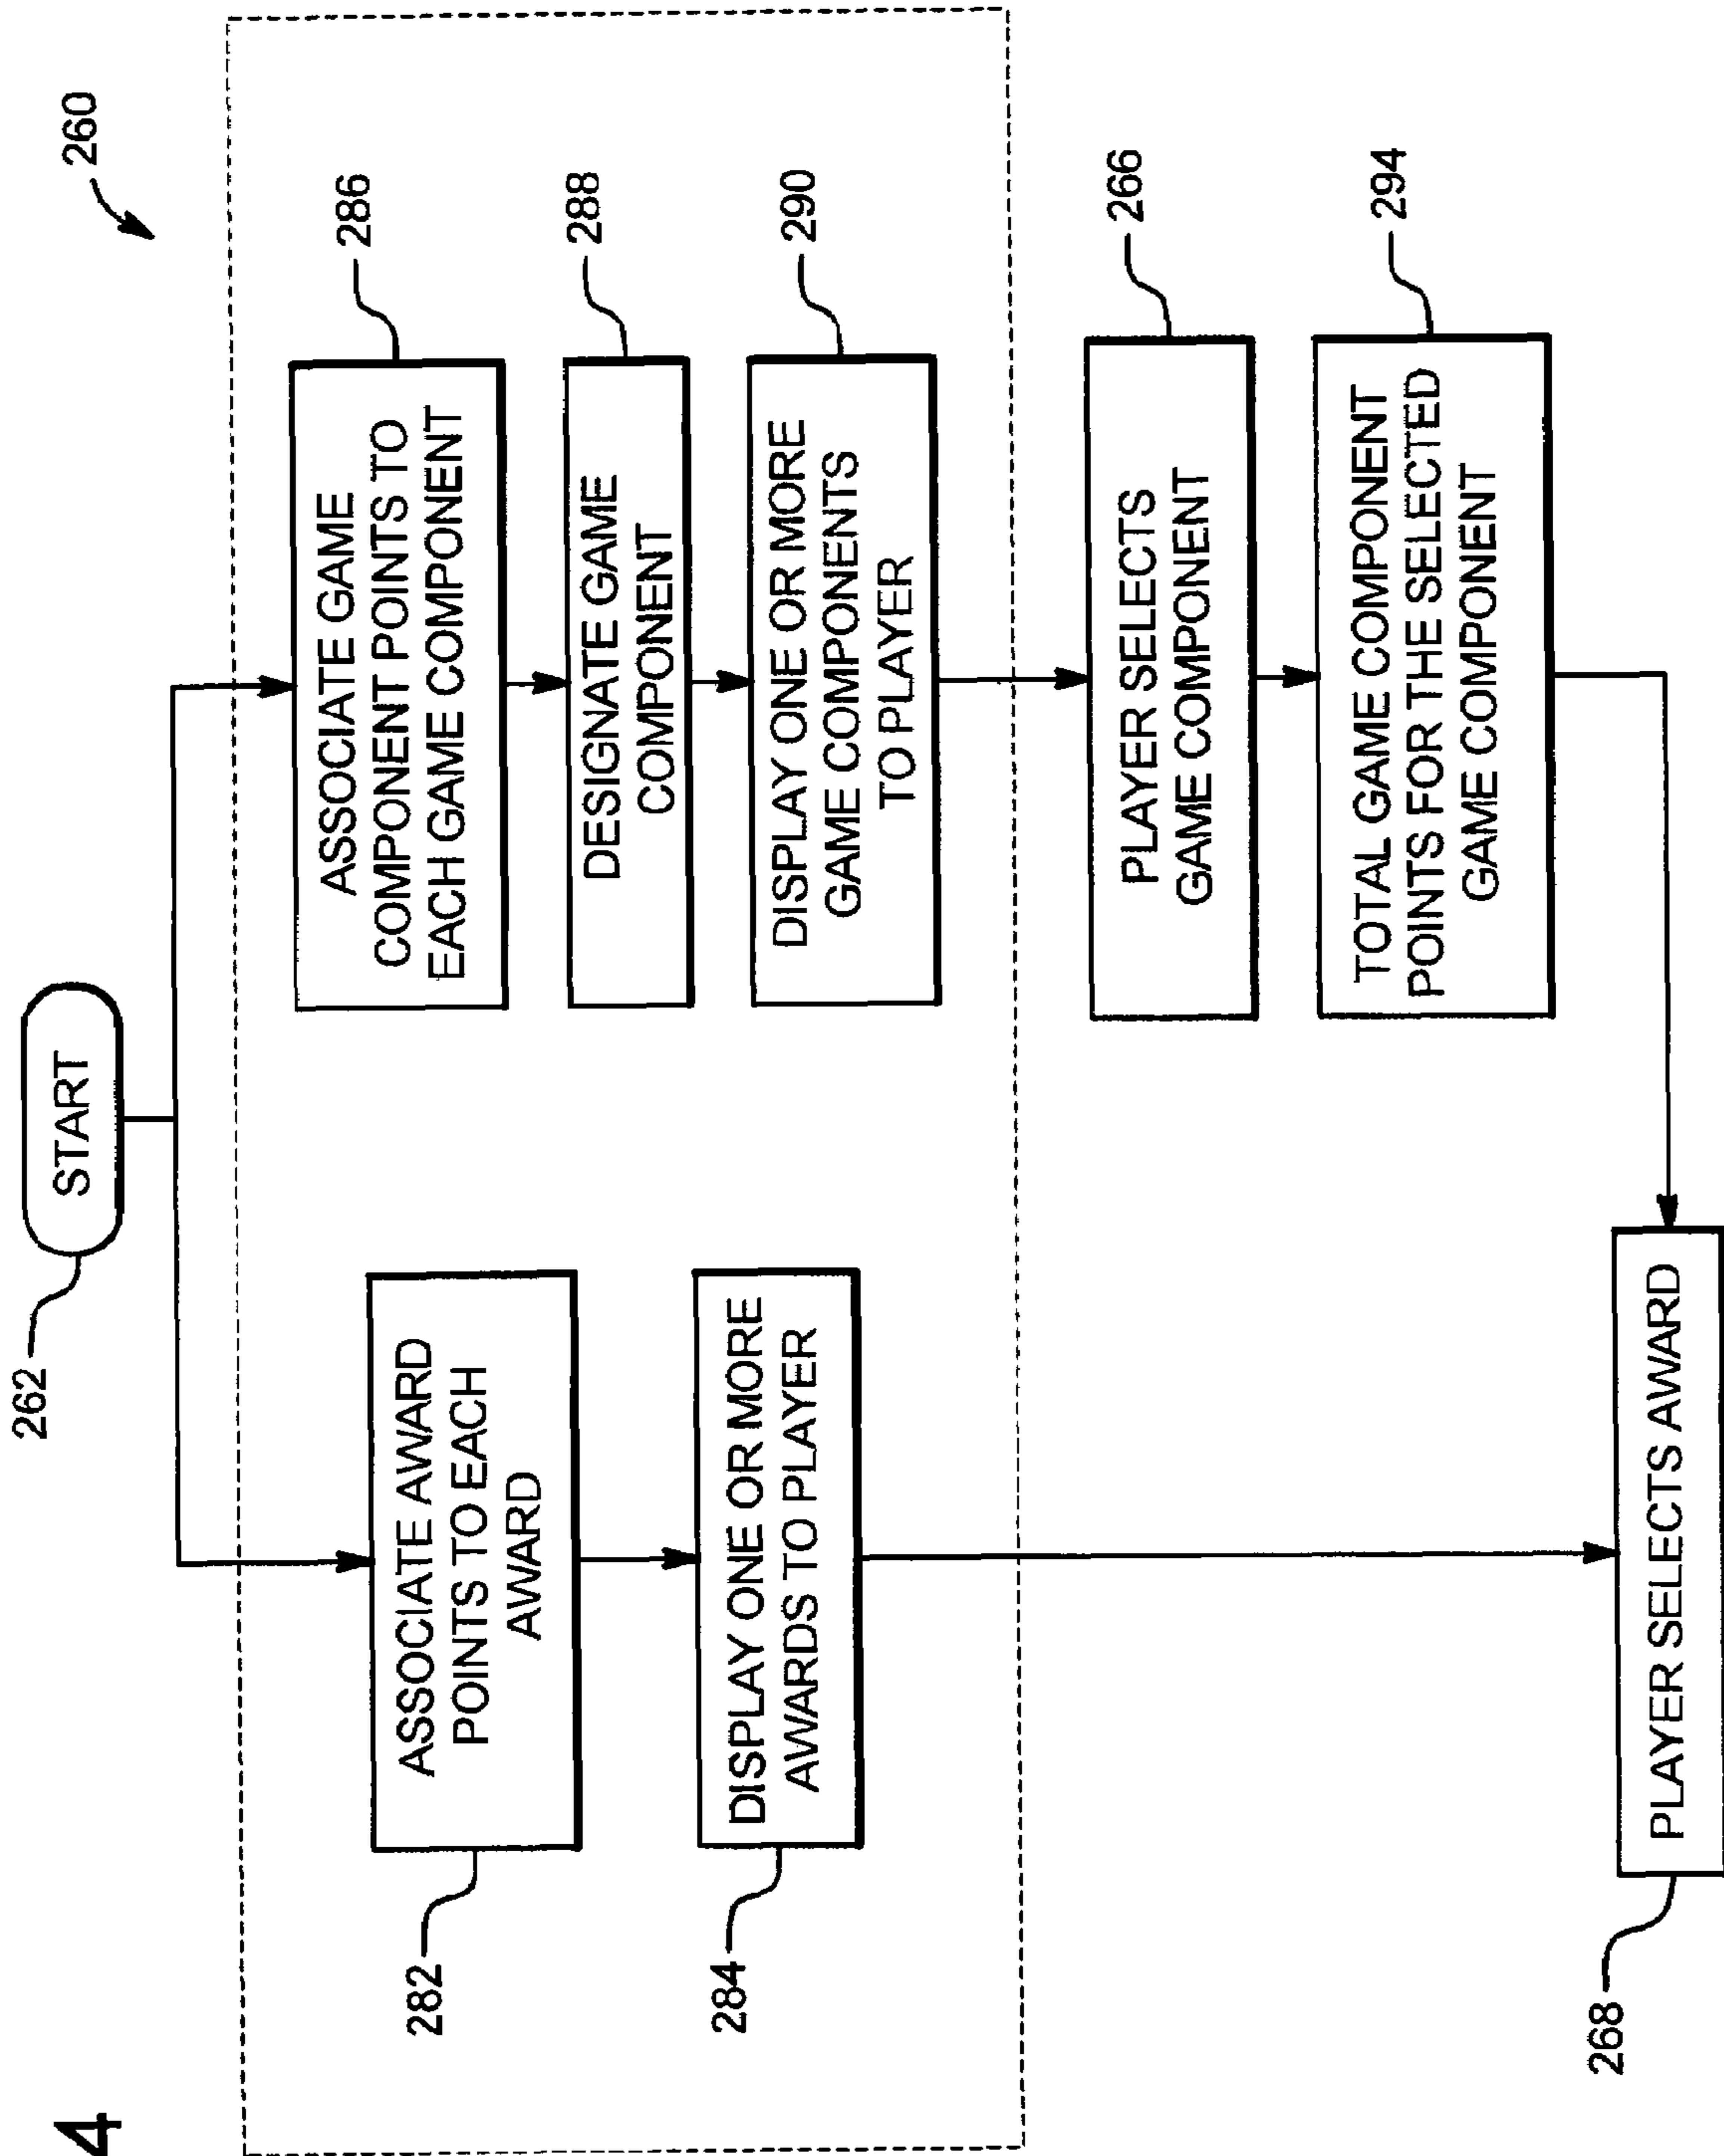 4
260
262
START
282
ASSOCIATE AWARD
POINTS TO EACH
AWARD
284
DISPLAY ONE OR MORE
AWARDS TO PLAYER
286
ASSOCIATE GAME
COMPONENT POINTS TO
EACH GAME COMPONENT
288
DESIGNATE GAME
COMPONENT
290
DISPLAY ONE OR MORE
GAME COMPONENTS
TO PLAYER
266
PLAYER SELECTS
GAME COMPONENT
294
TOTAL GAME COMPONENT
POINTS FOR THE SELECTED
GAME COMPONENT
268
PLAYER SELECTS AWARD